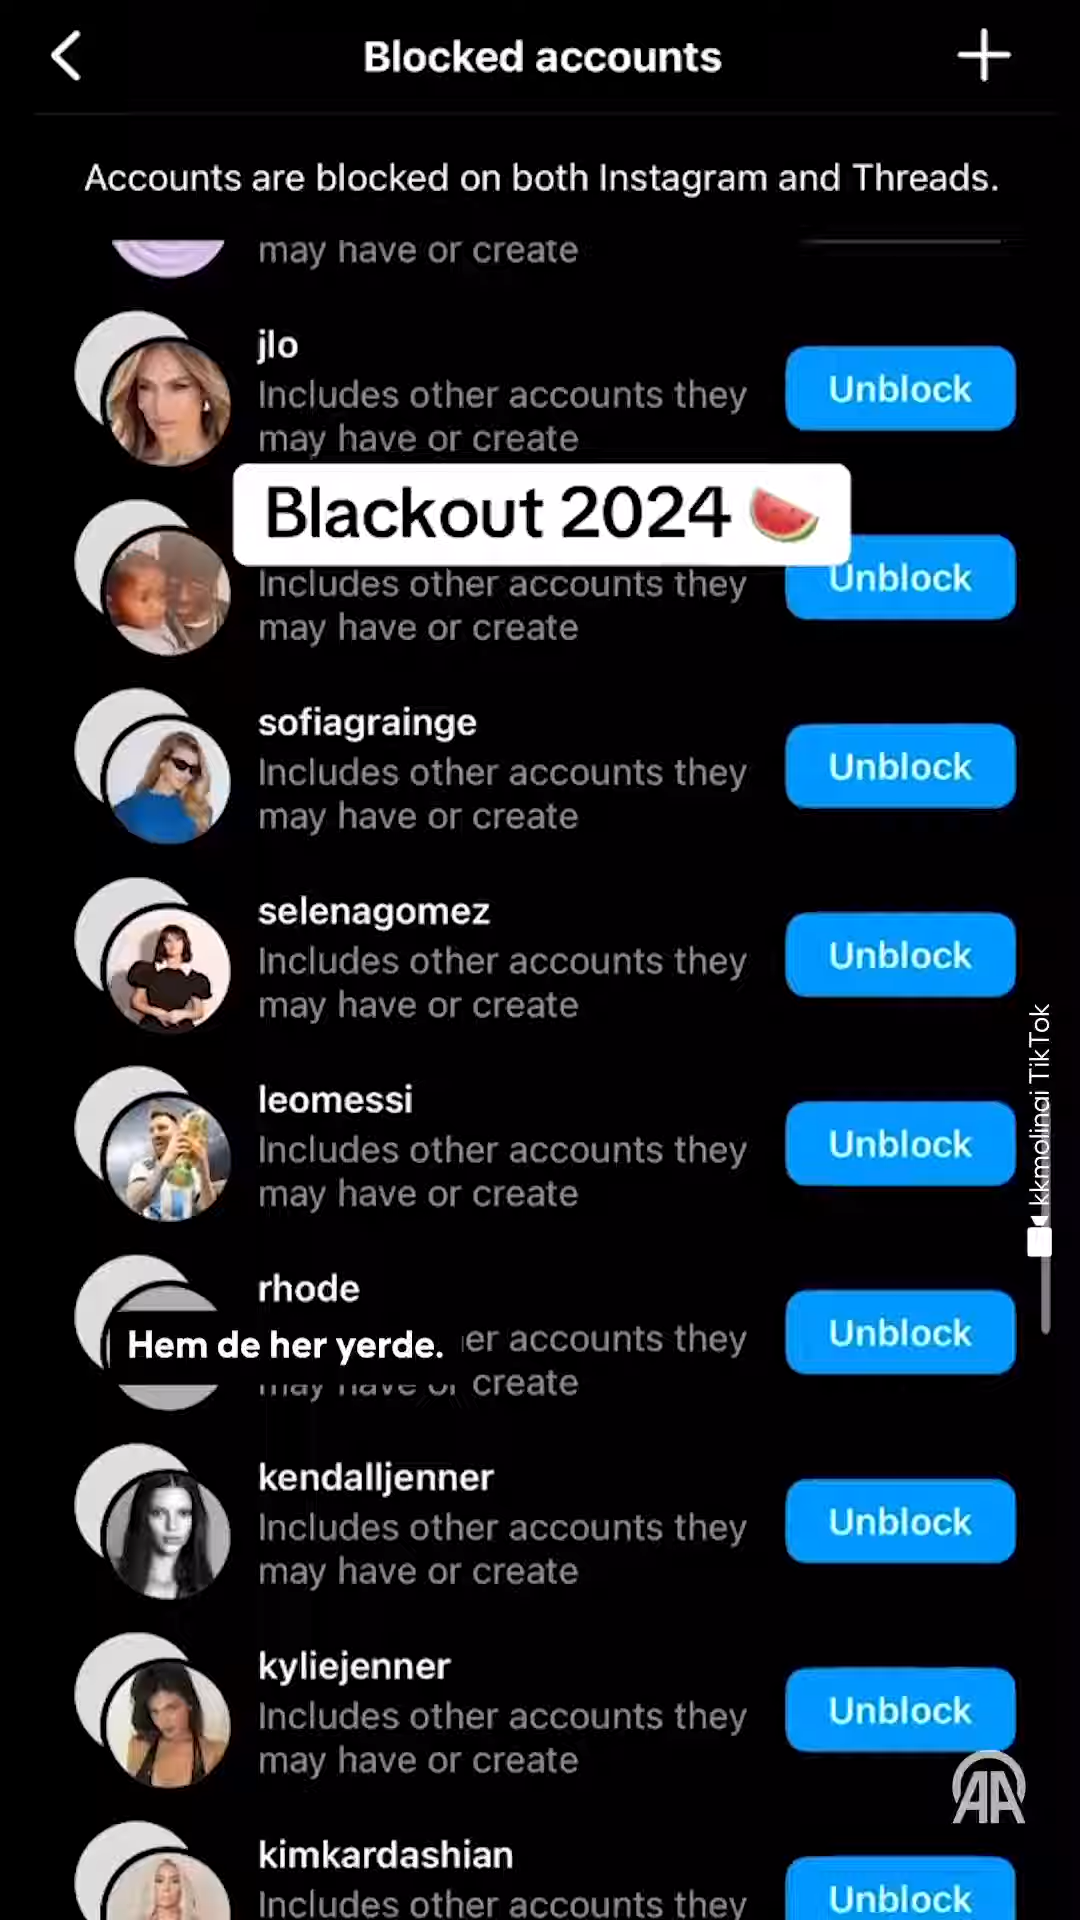 Blocked accounts
Accounts are blocked on both Instagram and Threads.
may have or create
jlo
Includes other accounts they
may have or create
Unblock
Blackout 2024 🍉
Includes other accounts they
may have or create
Unblock
sofiagrainge
Includes other accounts they
may have or create
Unblock
selenagomez
Includes other accounts they
may have or create
Unblock
leomessi
Includes other accounts they
may have or create
Unblock
kkmolinai TikTok
rhode
Hem de her yerde.
accounts they
may have or create
Unblock
kendalljenner
Includes other accounts they
may have or create
Unblock
kyliejenner
Includes other accounts they
may have or create
Unblock
AA
kimkardashian
Includes other accounts they
Unblock